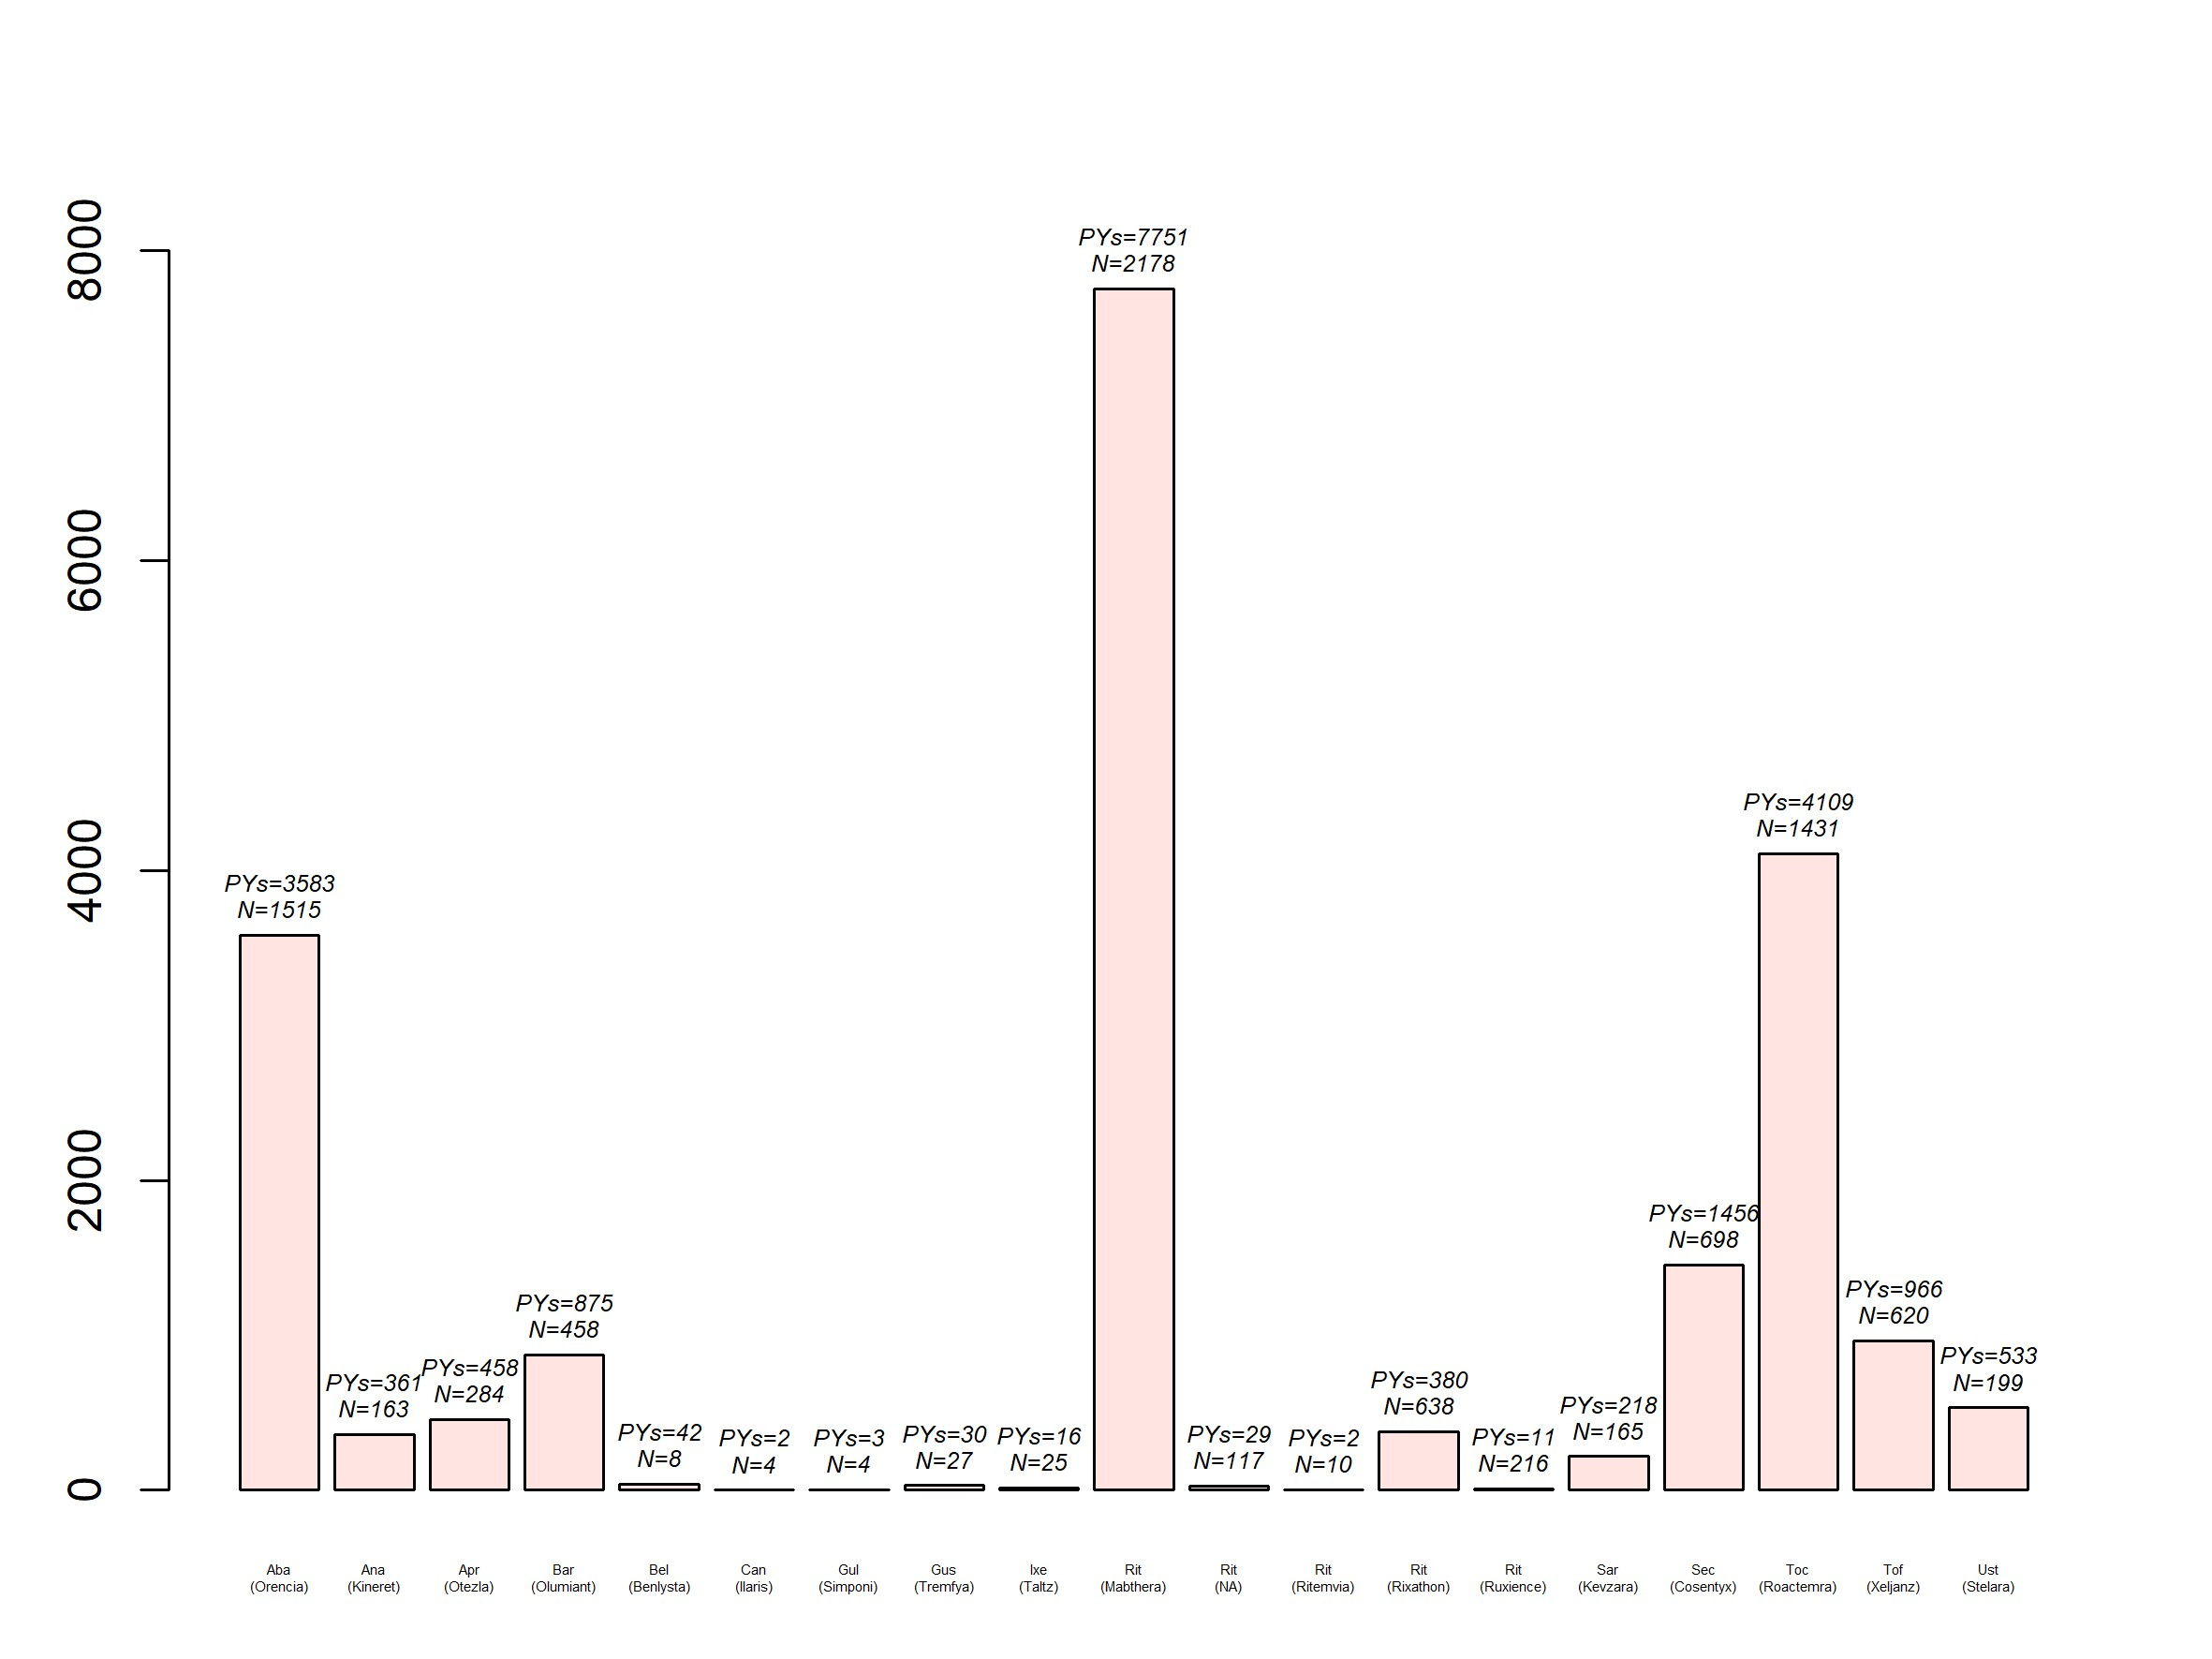 8000
6000
4000
2000
0
PYs=3583
N=1515
PYs=361
N=163
PYs=458
N=284
PYs=875
N=458
PYs=42
N=8
PYs=2
N=4
PYs=3
N=4
PYs=30
N=27
PYs=16
N=25
PYs=7751
N=2178
PYs=29
N=117
PYs=2
N=10
PYs=380
N=638
PYs=11
N=216
PYs=218
N=165
PYs=1456
N=698
PYs=4109
N=1431
PYs=966
N=620
PYs=533
N=199
Aba
(Orencia)
Ana
(Kineret)
Apr
(Otezla)
Bar
(Olumiant)
Bel
(Benlysta)
Can
(Ilaris)
Gul
(Simponi)
Gus
(Tremfya)
Ixe
(Taltz)
Rit
(Mabthera)
Rit
(NA)
Rit
(Ritemvia)
Rit
(Rixathon)
Rit
(Ruxience)
Sar
(Kevzara)
Sec
(Cosentyx)
Toc
(Roactemra)
Tof
(Xeljanz)
Ust
(Stelara)